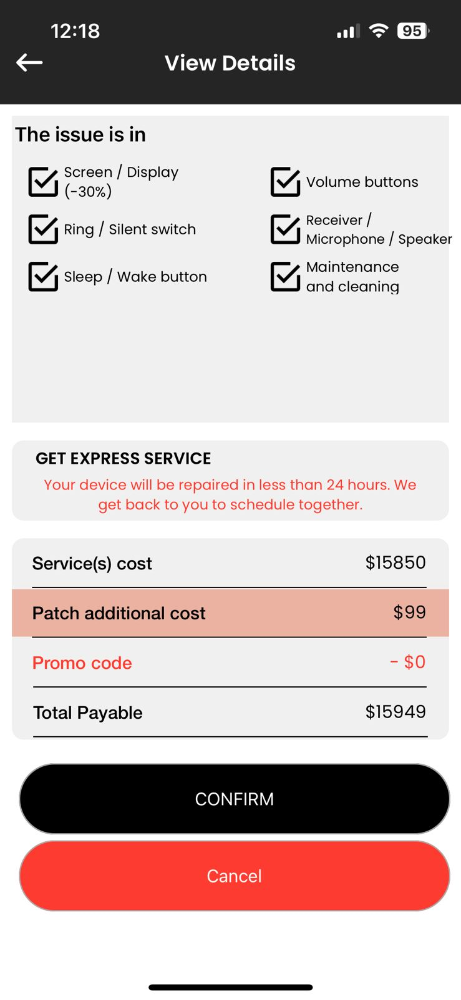 12:18
95
View Details
The issue is in
Screen / Display
(-30%)
Volume buttons
Ring / Silent switch
Receiver /
Microphone / Speaker
Sleep / Wake button
Maintenance
and cleaning
GET EXPRESS SERVICE
Your device will be repaired in less than 24 hours. We
get back to you to schedule together.
Service(s) cost $15850
Patch additional cost $99
Promo code - $0
Total Payable $15949
CONFIRM
Cancel